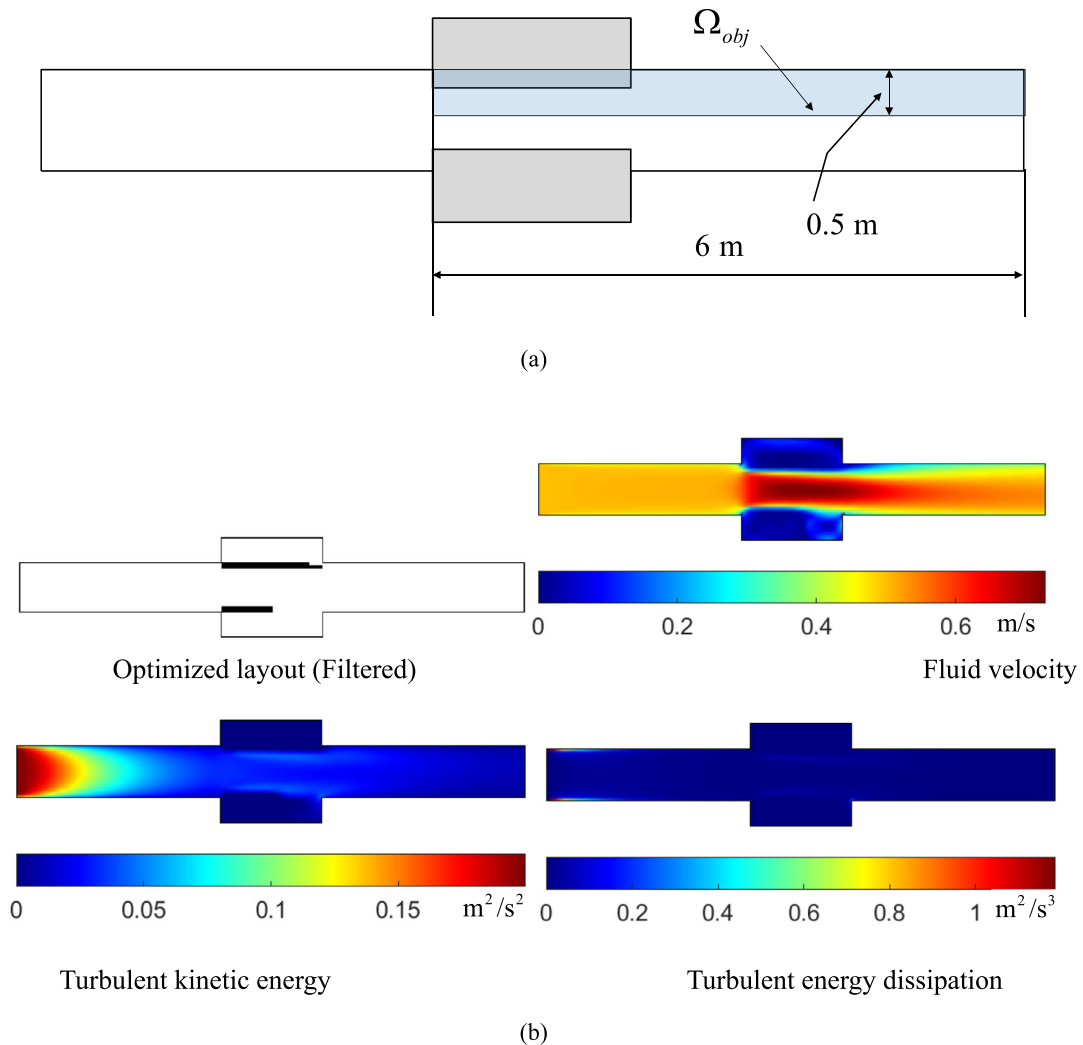 Ω_obj
0.5 m
6 m
(a)
0 0.2 0.4 0.6 m/s
Optimized layout (Filtered)
Fluid velocity
0 0.05 0.1 0.15 m²/s²
0 0.2 0.4 0.6 0.8 1 m²/s³
Turbulent kinetic energy
Turbulent energy dissipation
(b)